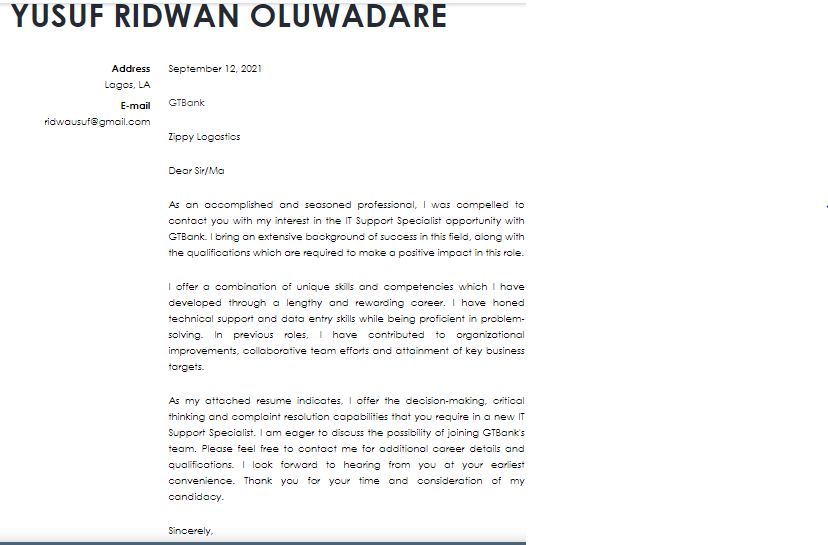 YUSUF RIDWAN OLUWADARE
Address
Lagos, LA
E-mail
ridwausuf@gmail.com
September 12, 2021
GTBank
Zippy Logostics
Dear Sir/Ma
As an accomplished and seasoned professional, I was compelled to
contact you with my interest in the IT Support Specialist opportunity with
GTBank. I bring an extensive background of success in this field, along with
the qualifications which are required to make a positive impact in this role.
I offer a combination of unique skills and competencies which I have
developed through a lengthy and rewarding career. I have honed
technical support and data entry skills while being proficient in problem-
solving. In previous roles, I have contributed to organizational
improvements, collaborative team efforts and attainment of key business
targets.
As my attached resume indicates, I offer the decision-making, critical
thinking and complaint resolution capabilities that you require in a new IT
Support Specialist. I am eager to discuss the possibility of joining GTBank's
team. Please feel free to contact me for additional career details and
qualifications. I look forward to hearing from you at your earliest
convenience. Thank you for your time and consideration of my
candidacy.
Sincerely,